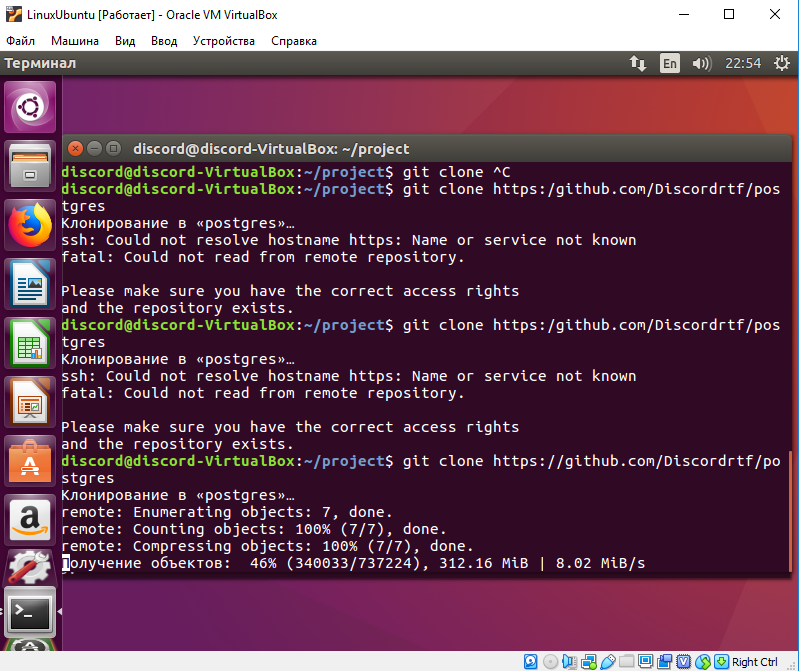 LinuxUbuntu [Работает] - Oracle VM VirtualBox
Файл Машина Вид Ввод Устройства Справка
Терминал En 22:54
discord@discord-VirtualBox: ~/project
discord@discord-VirtualBox:~/project$ git clone ^C
discord@discord-VirtualBox:~/project$ git clone https:/github.com/Discordrtf/pos
tgres
Клонирование в «postgres»…
ssh: Could not resolve hostname https: Name or service not known
fatal: Could not read from remote repository.
Please make sure you have the correct access rights
and the repository exists.
discord@discord-VirtualBox:~/project$ git clone https:/github.com/Discordrtf/pos
tgres
Клонирование в «postgres»…
ssh: Could not resolve hostname https: Name or service not known
fatal: Could not read from remote repository.
Please make sure you have the correct access rights
and the repository exists.
discord@discord-VirtualBox:~/project$ git clone https://github.com/Discordrtf/po
stgres
Клонирование в «postgres»…
remote: Enumerating objects: 7, done.
remote: Counting objects: 100% (7/7), done.
remote: Compressing objects: 100% (7/7), done.
Получение объектов:  46% (340033/737224), 312.16 MiB | 8.02 MiB/s
Right Ctrl